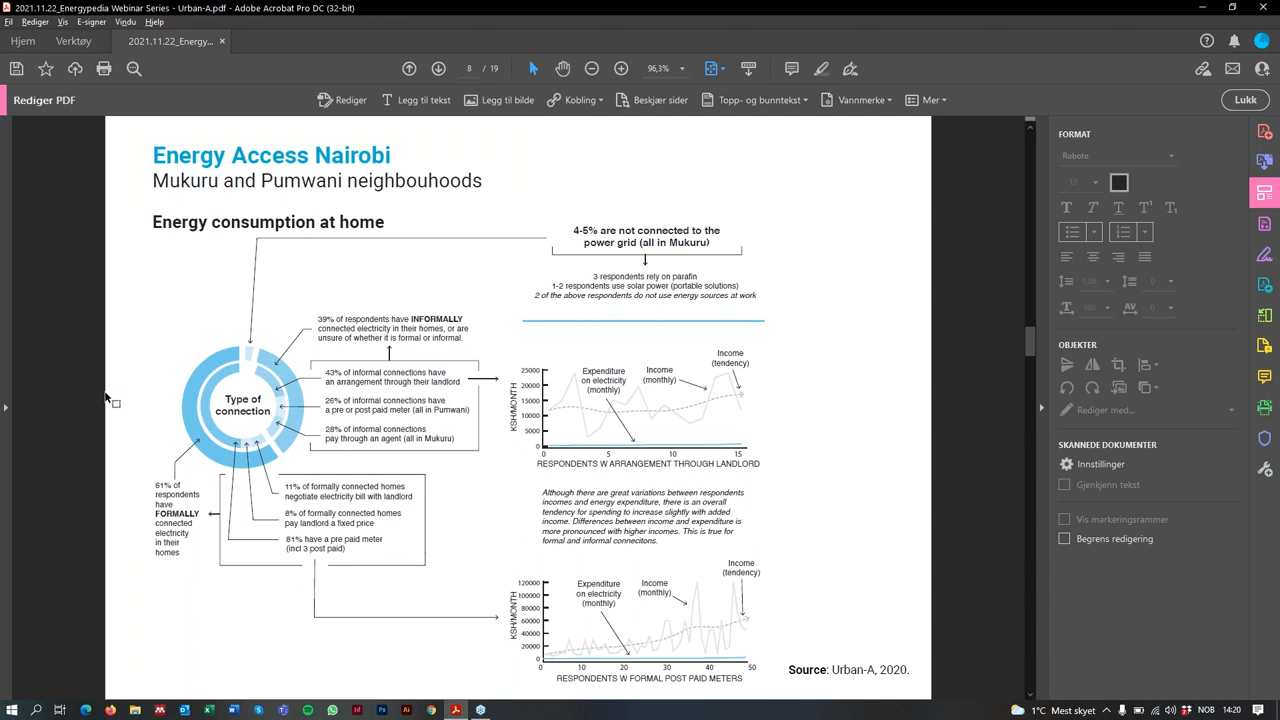 2021.11.22_Energypedia Webinar Series - Urban-A.pdf - Adobe Acrobat Pro DC (32-bit)
Fil Rediger Vis E-signer Vindu Hjelp
Hjem Verktøy 2021.11.22_Energy... ×
8 / 19 96,3%
Rediger PDF Rediger Legg til tekst Legg til bilde Kobling Beskjær sider Topp- og bunntekst Vannmerke Mer Lukk
Energy Access Nairobi
Mukuru and Pumwani neighbouhoods
Energy consumption at home
4-5% are not connected to the
power grid (all in Mukuru)
3 respondents rely on parafin
1-2 respondents use solar power (portable solutions)
2 of the above respondents do not use energy sources at work
39% of respondents have INFORMALLY
connected electricity in their homes, or are
unsure of whether it is formal or informal.
43% of informal connections have
an arrangement through their landlord
26% of informal connections have
a pre or post paid meter (all in Pumwani)
28% of informal connections
pay through an agent (all in Mukuru)
Type of
connection
61% of
respondents
have
FORMALLY
connected
electricity
in their
homes
11% of formally connected homes
negotiate electricity bill with landlord
8% of formally connected homes
pay landlord a fixed price
81% have a pre paid meter
(incl 3 post paid)
KSH/MONTH
25000
20000
15000
10000
5000
0
Expenditure
on electricity
(monthly)
Income
(monthly)
Income
(tendency)
0 5 10 15
RESPONDENTS W ARRANGEMENT THROUGH LANDLORD
Although there are great variations between respondents
incomes and energy expenditure, there is an overall
tendency for spending to increase slightly with added
income. Differences between income and expenditure is
more pronounced with higher incomes. This is true for
formal and informal connecitons.
KSH/MONTH
120000
100000
80000
60000
40000
20000
0
Expenditure
on electricity
(monthly)
Income
(monthly)
Income
(tendency)
0 10 20 30 40 50
RESPONDENTS W FORMAL POST PAID METERS
Source: Urban-A, 2020.
FORMAT
Roboto
12
1,20 0
100 0
OBJEKTER
Rediger med...
SKANNEDE DOKUMENTER
Innstillinger
Gjenkjenn tekst
Vis markeringsrammer
Begrens redigering
1°C Mest skyet NOR 14:20